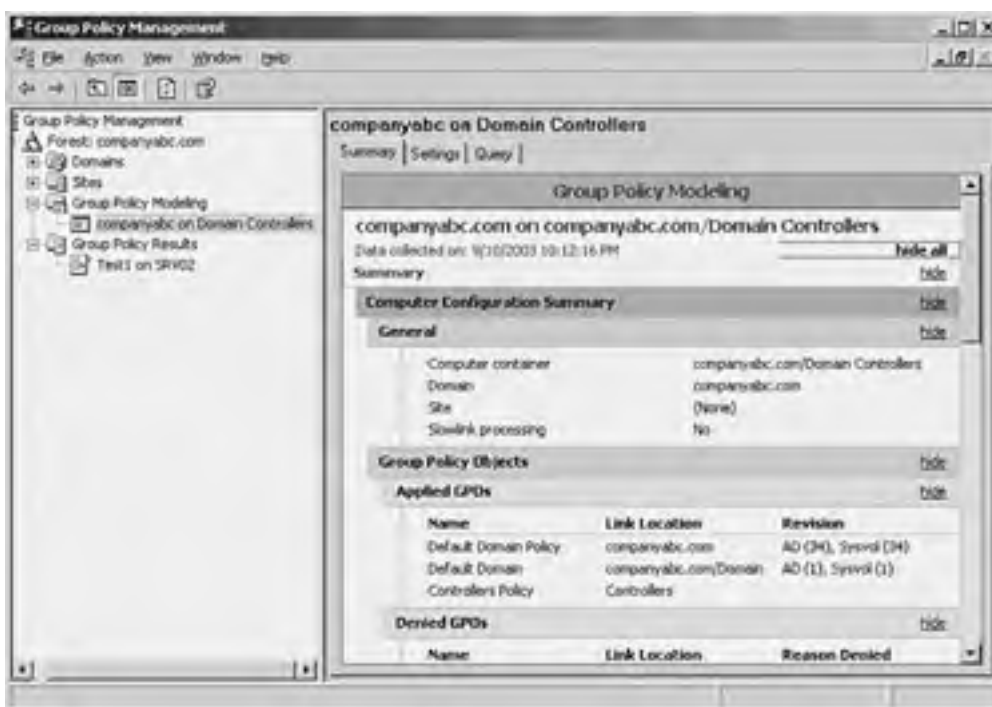 Group Policy Management
File Action View Window Help
Group Policy Management
Forest: companyabc.com
Domains
Sites
Group Policy Modeling
companyabc on Domain Controllers
Group Policy Results
Test1 on SRV02
companyabc on Domain Controllers
Summary Settings Query
Group Policy Modeling
companyabc.com on companyabc.com/Domain Controllers
Data collected on: 9/10/2003 10:12:16 PM
hide all
Summary hide
Computer Configuration Summary hide
General hide
Computer container companyabc.com/Domain Controllers
Domain companyabc.com
Site (None)
Slowlink processing No
Group Policy Objects hide
Applied GPOs hide
Name Link Location Revision
Default Domain Policy companyabc.com AD (34), Sysvol (34)
Default Domain companyabc.com/Domain AD (1), Sysvol (1)
Controllers Policy Controllers
Denied GPOs hide
Name Link Location Reason Denied